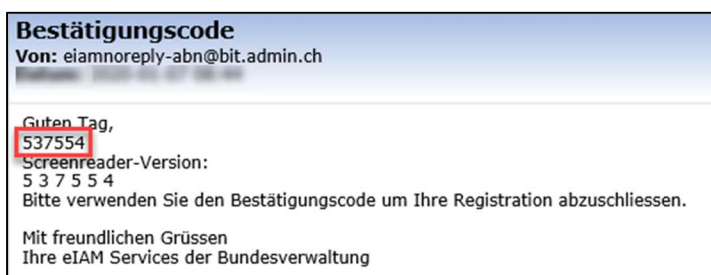 Bestätigungscode
Von: eiamnoreply-abn@bit.admin.ch
Guten Tag,
537554
Screenreader-Version:
5 3 7 5 5 4
Bitte verwenden Sie den Bestätigungscode um Ihre Registration abzuschliessen.
Mit freundlichen Grüssen
Ihre eIAM Services der Bundesverwaltung